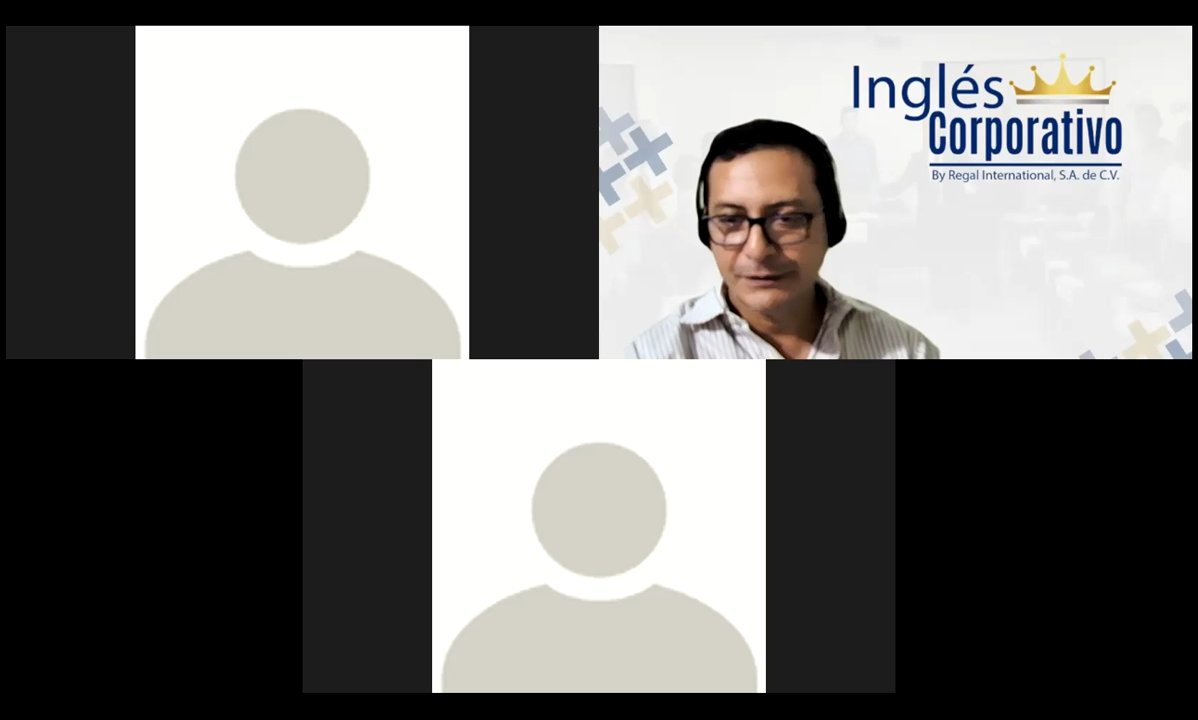 Inglés
Corporativo
By Regal International, S.A. de C.V.